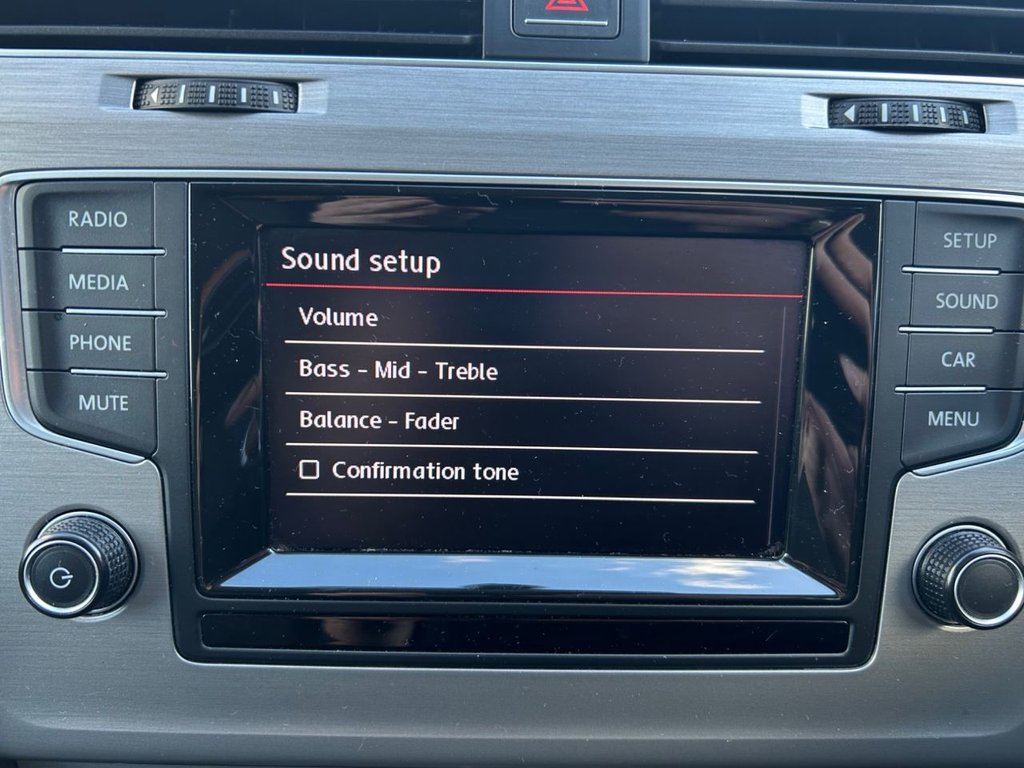 RADIO
MEDIA
PHONE
MUTE
Sound setup
Volume
Bass - Mid - Treble
Balance - Fader
Confirmation tone
SETUP
SOUND
CAR
MENU